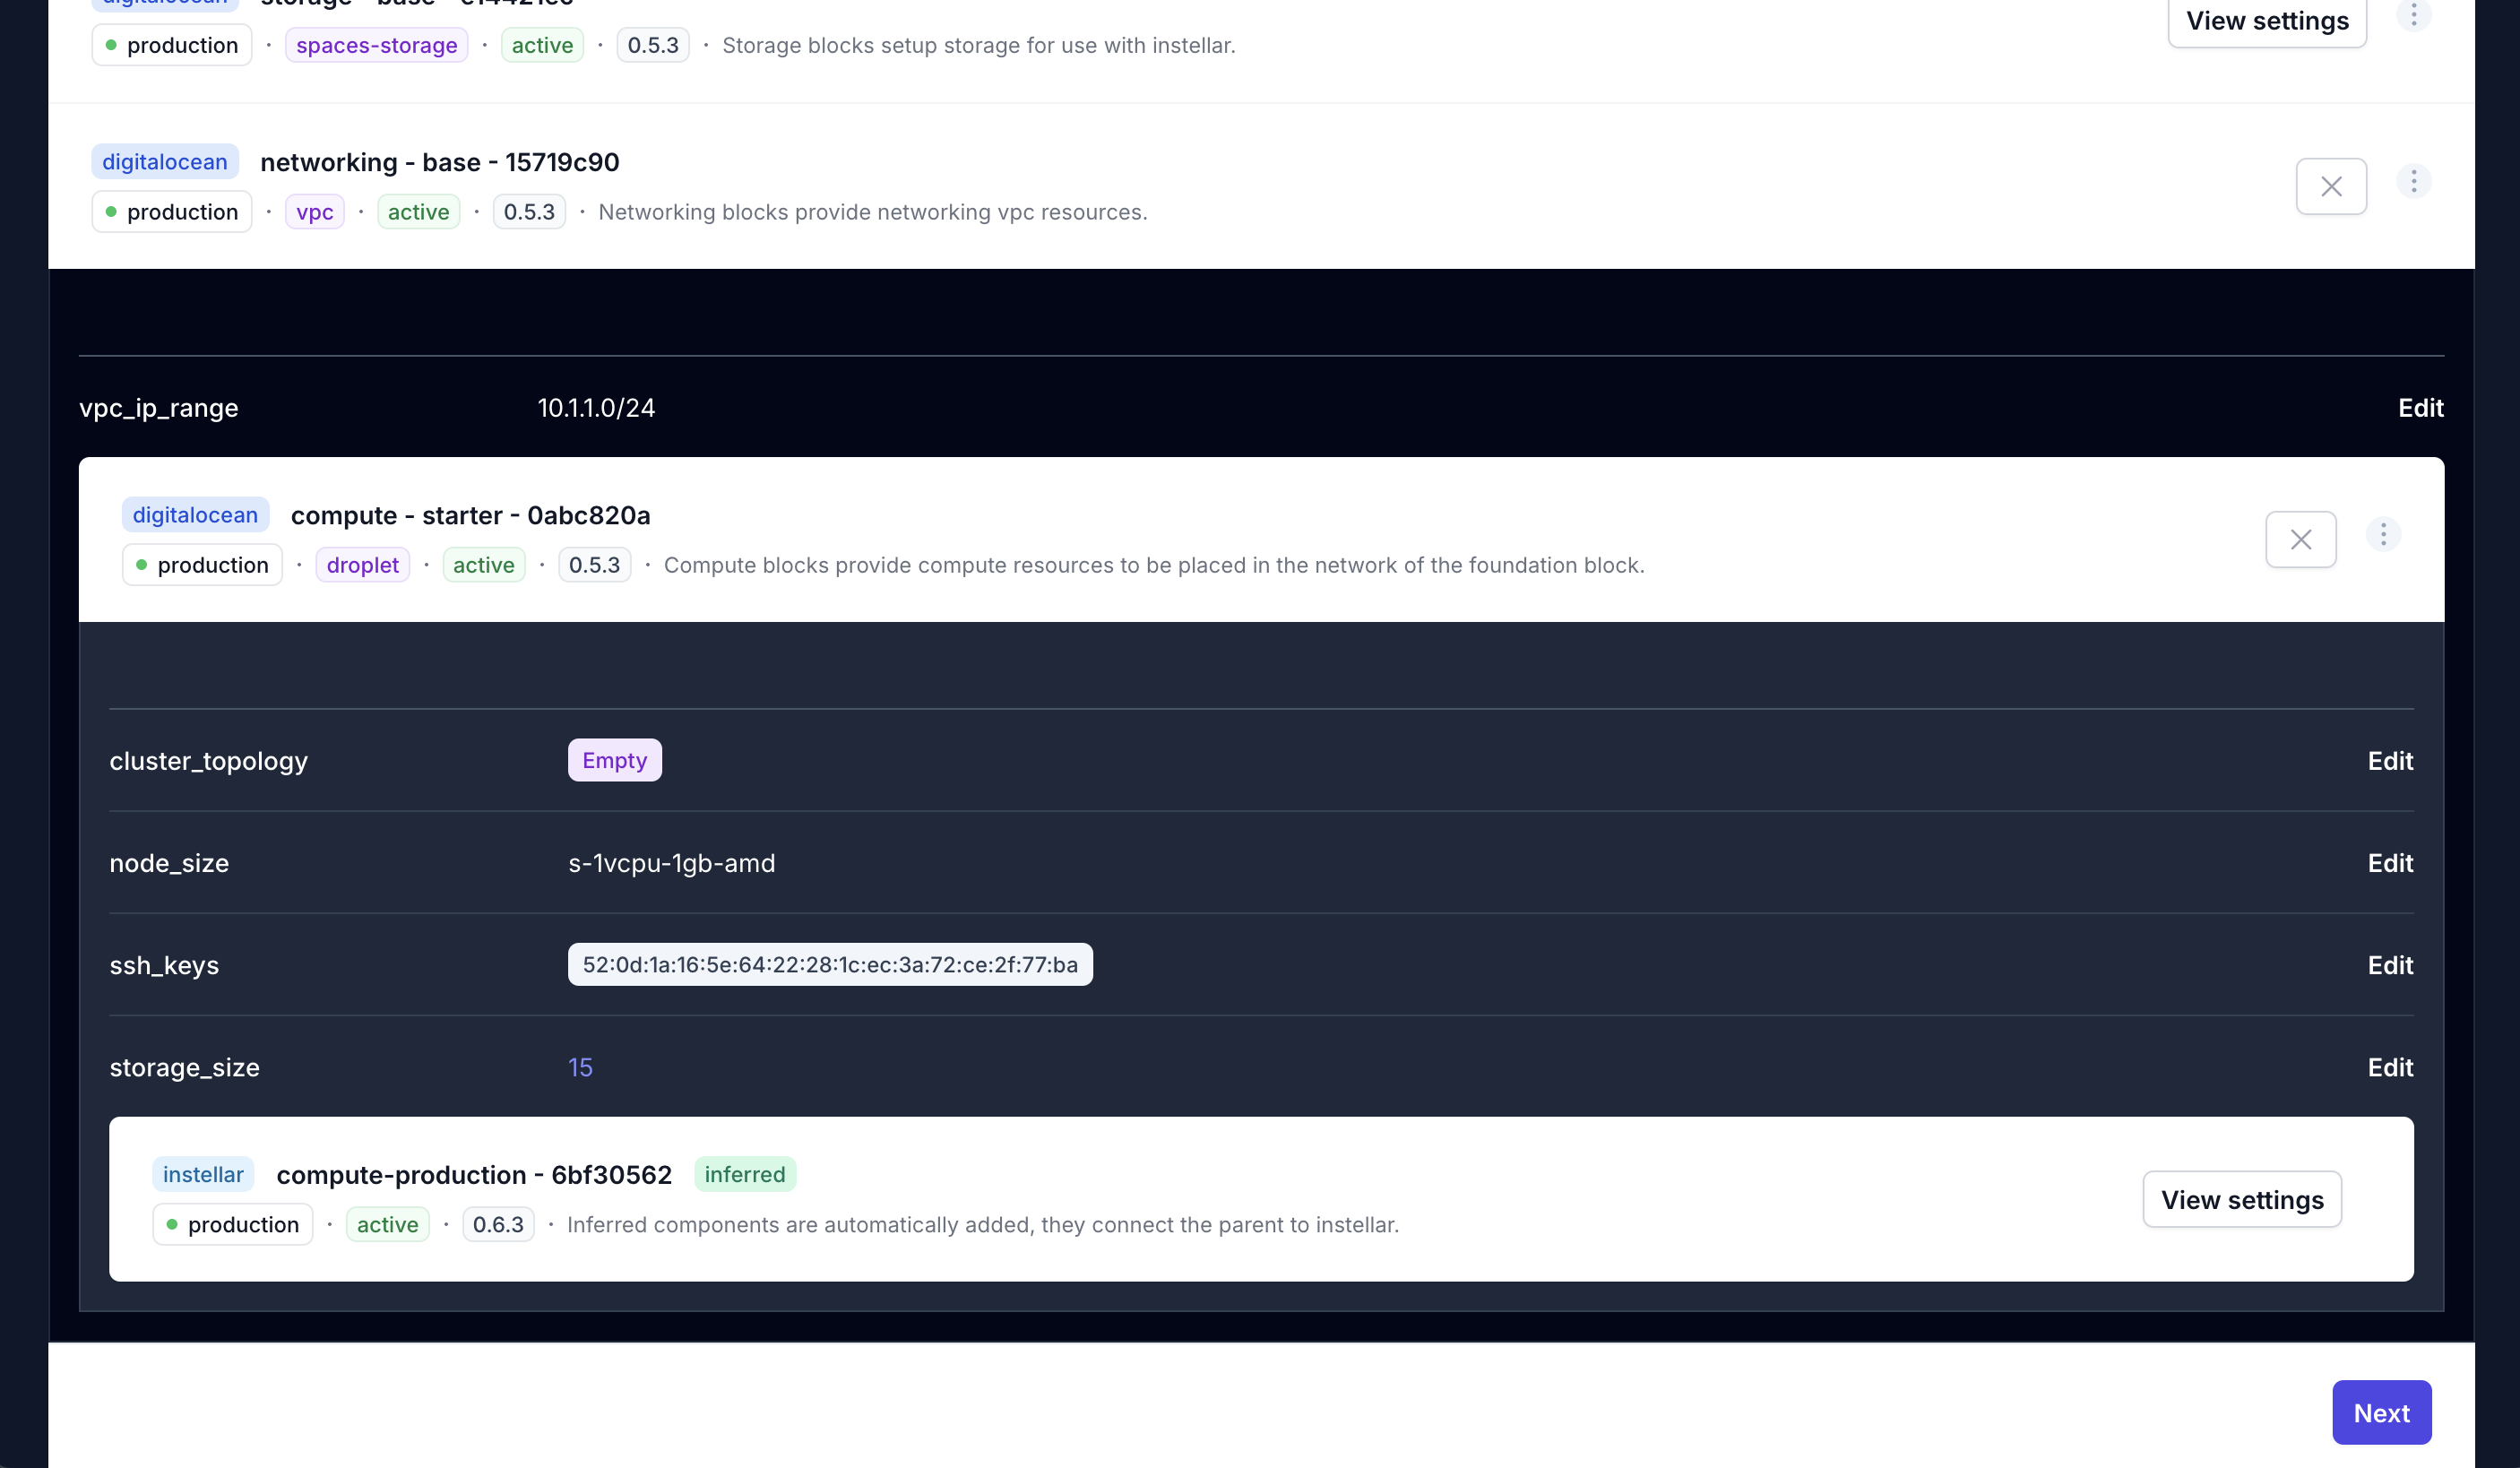 production · spaces-storage · active · 0.5.3 · Storage blocks setup storage for use with instellar.
View settings
digitalocean networking - base - 15719c90
production · vpc · active · 0.5.3 · Networking blocks provide networking vpc resources.
vpc_ip_range 10.1.1.0/24 Edit
digitalocean compute - starter - 0abc820a
production · droplet · active · 0.5.3 · Compute blocks provide compute resources to be placed in the network of the foundation block.
cluster_topology Empty Edit
node_size s-1vcpu-1gb-amd Edit
ssh_keys 52:0d:1a:16:5e:64:22:28:1c:ec:3a:72:ce:2f:77:ba Edit
storage_size 15 Edit
instellar compute-production - 6bf30562 inferred
production · active · 0.6.3 · Inferred components are automatically added, they connect the parent to instellar.
View settings
Next